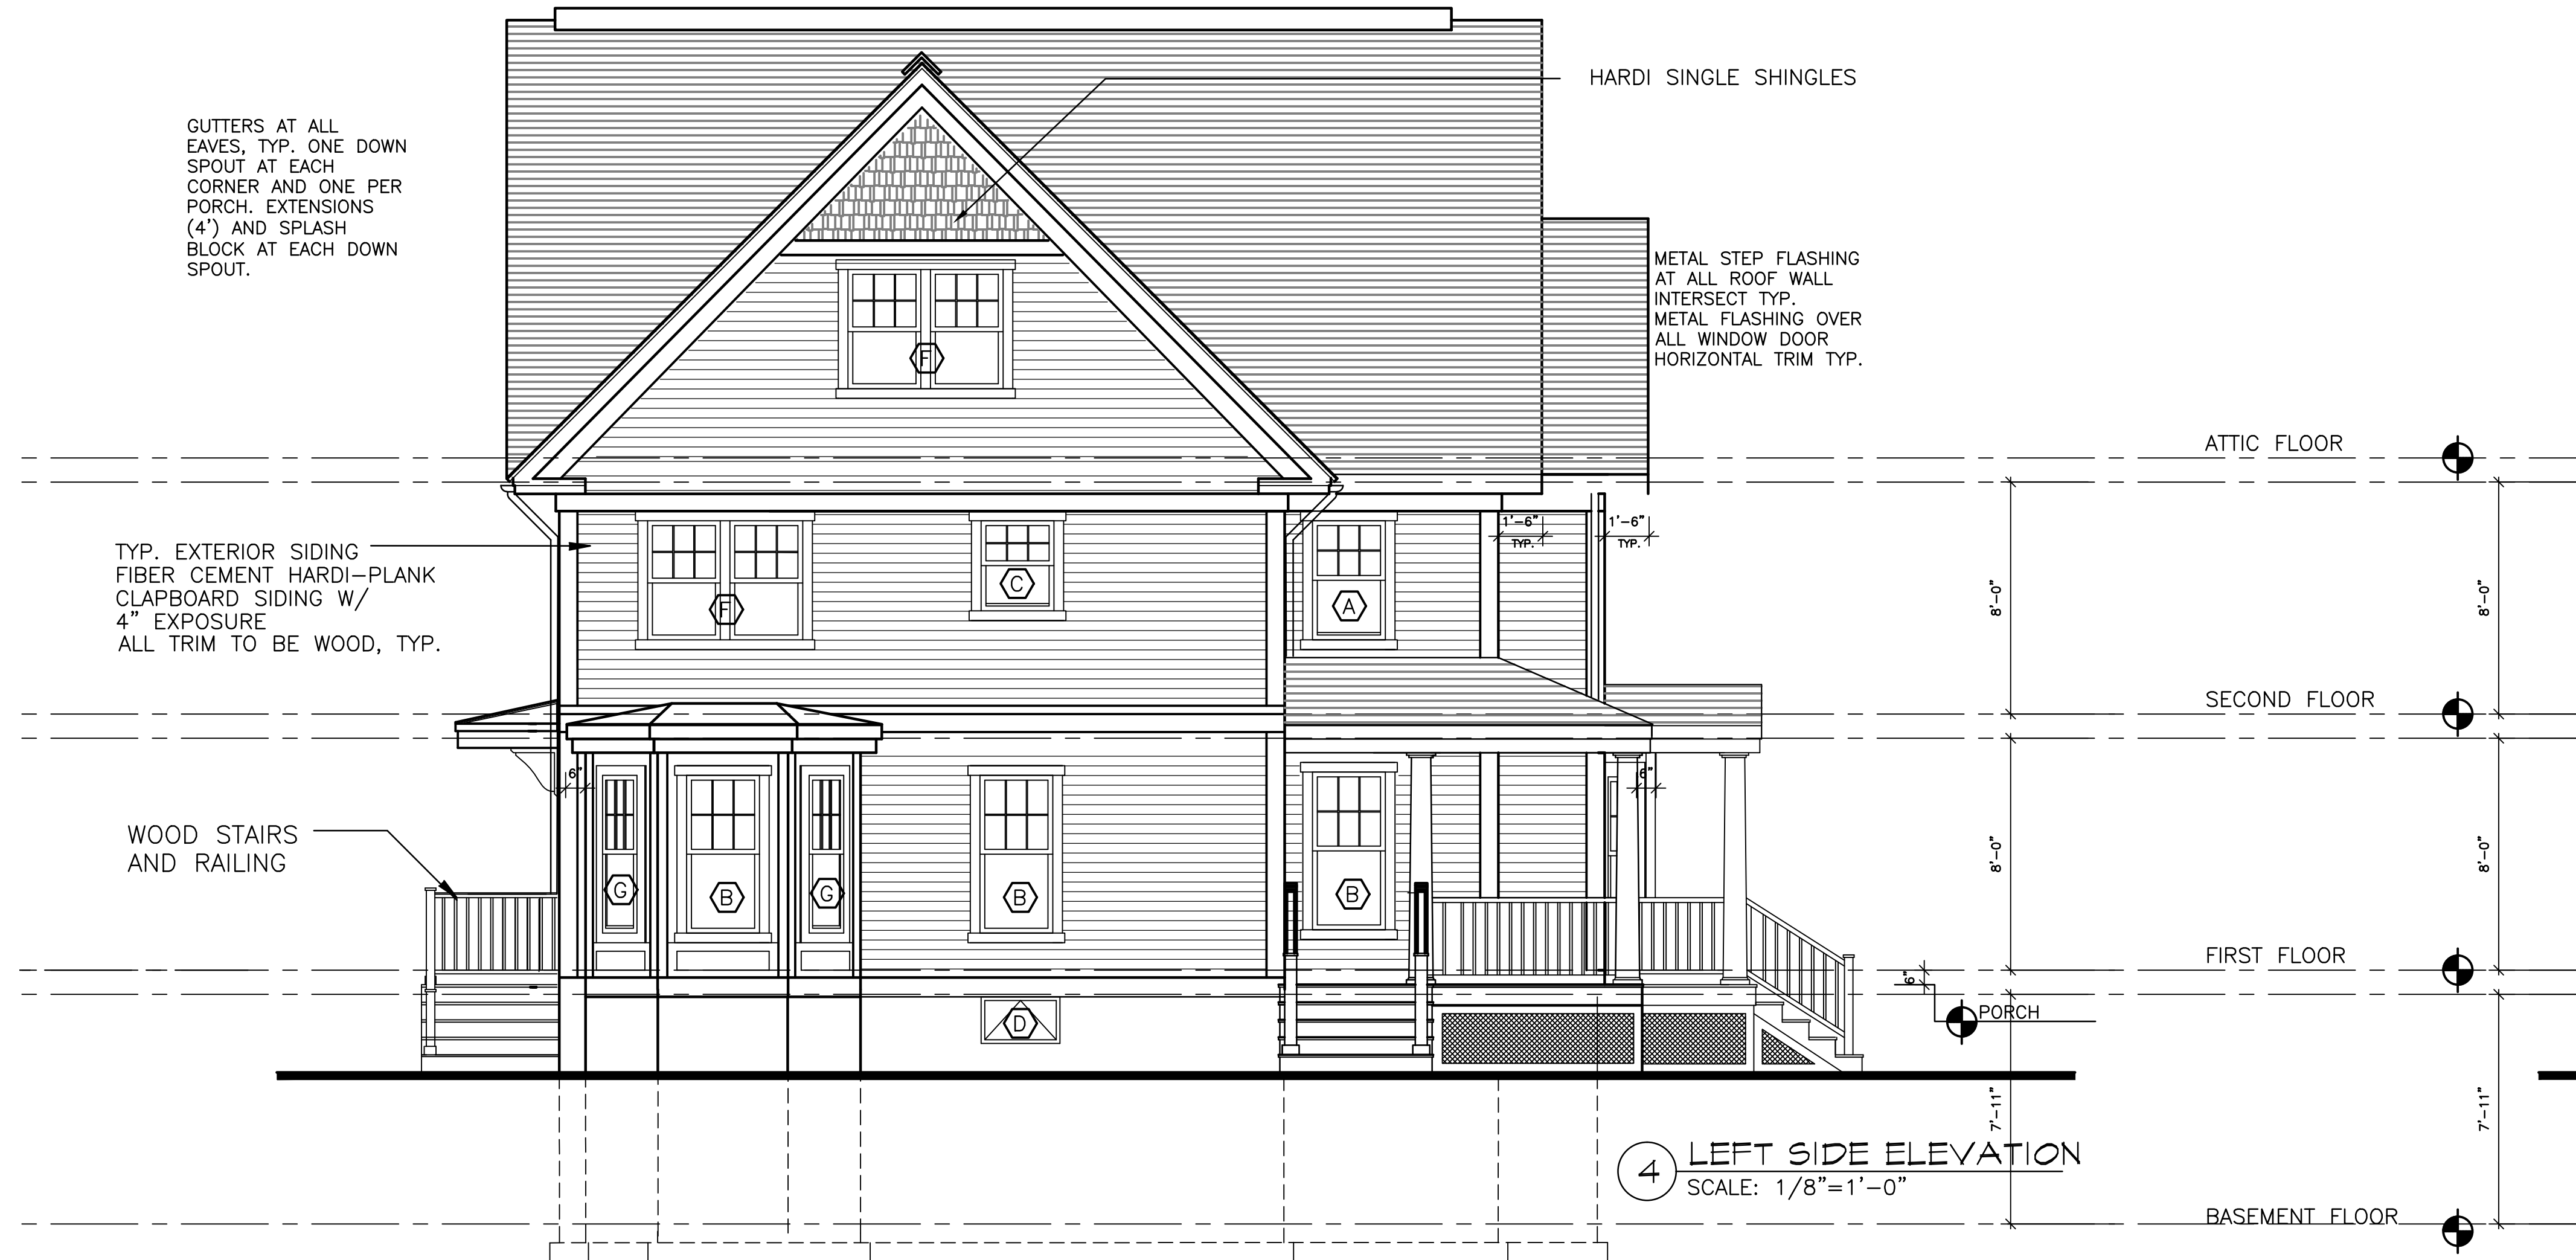 HARDI SINGLE SHINGLES
GUTTERS AT ALL
EAVES, TYP. ONE DOWN
SPOUT AT EACH
CORNER AND ONE PER
PORCH. EXTENSIONS
(4') AND SPLASH
BLOCK AT EACH DOWN
SPOUT.
METAL STEP FLASHING
AT ALL ROOF WALL
INTERSECT TYP.
METAL FLASHING OVER
ALL WINDOW DOOR
HORIZONTAL TRIM TYP.
F
ATTIC FLOOR
TYP. EXTERIOR SIDING
FIBER CEMENT HARDI-PLANK
CLAPBOARD SIDING W/
4" EXPOSURE
ALL TRIM TO BE WOOD, TYP.
F
C
A
1'-6"
TYP.
1'-6"
TYP.
8'-0"
8'-0"
SECOND FLOOR
6"
6"
WOOD STAIRS
AND RAILING
G
B
G
B
B
8'-0"
8'-0"
FIRST FLOOR
6"
PORCH
D
7'-11"
7'-11"
4
LEFT SIDE ELEVATION
SCALE: 1/8"=1'-0"
BASEMENT FLOOR